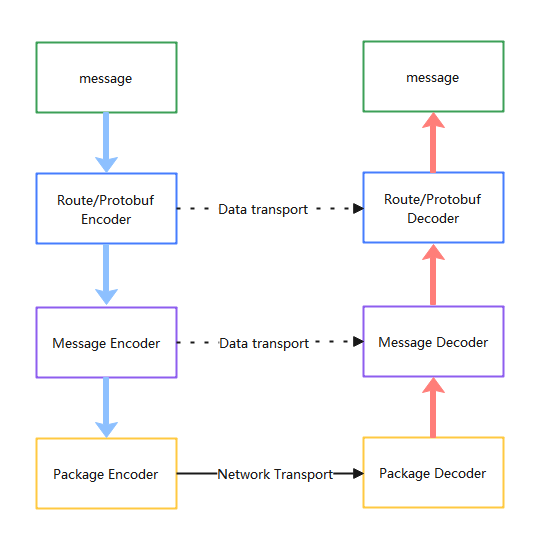 message
message
Route/Protobuf
Encoder
Data transport
Route/Protobuf
Decoder
Message Encoder
Data transport
Message Decoder
Package Encoder
Network Transport
Package Decoder